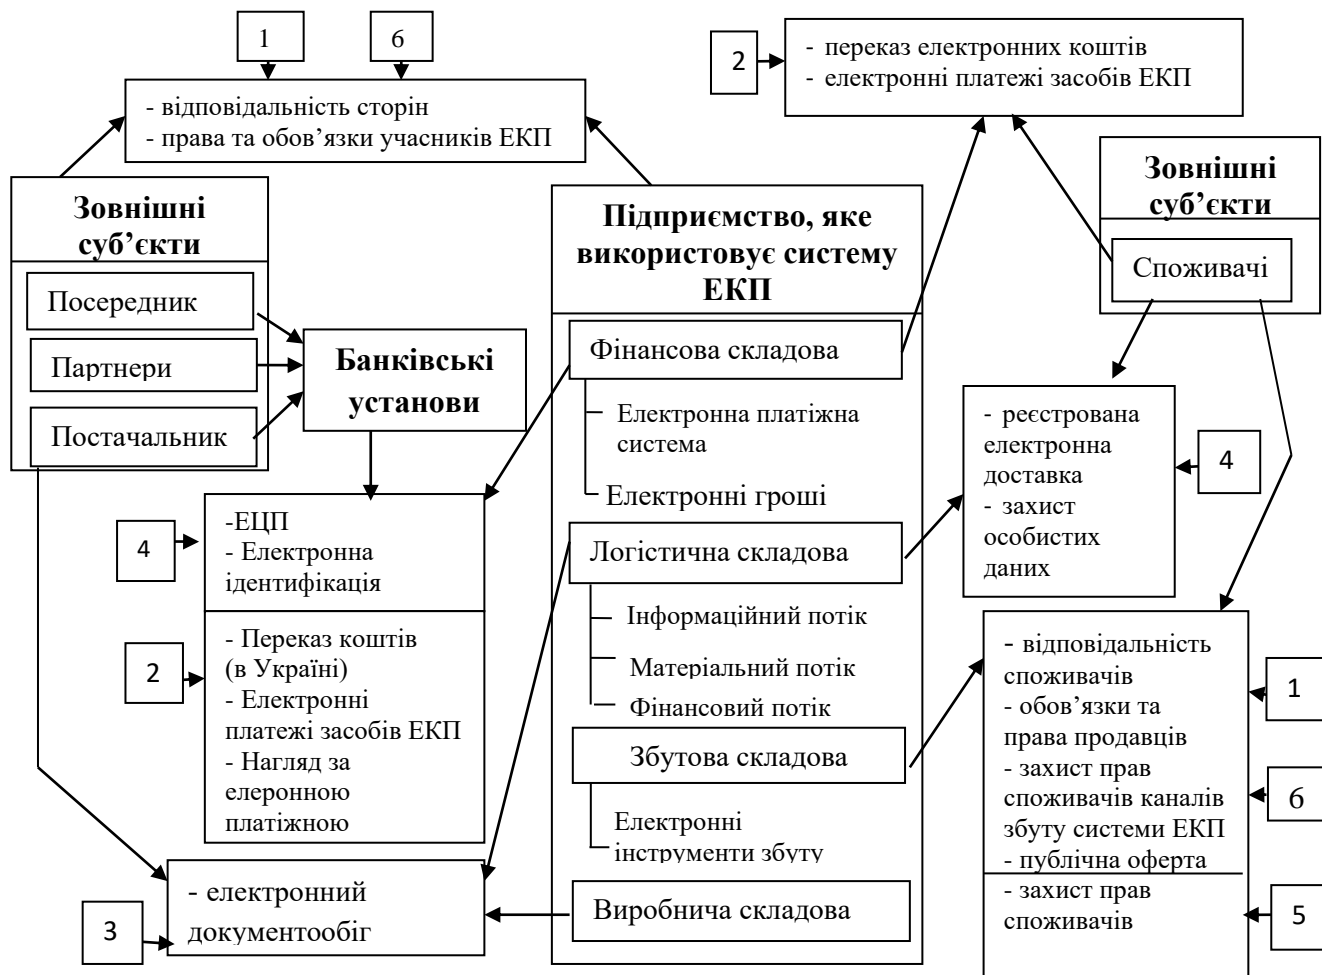 1
6
- відповідальність сторін
- права та обов’язки учасників ЕКП
2
- переказ електронних коштів
- електронні платежі засобів ЕКП
Зовнішні
суб’єкти
Посередник
Партнери
Постачальник
Банківські
установи
Підприємство, яке
використовує систему
ЕКП
Фінансова складова
Електронна платіжна
система
Електронні гроші
Логістична складова
Інформаційний потік
Матеріальний потік
Фінансовий потік
Збутова складова
Електронні
інструменти збуту
Виробнича складова
Зовнішні
суб’єкти
Споживачі
- реєстрована
електронна
доставка
- захист
особистих
даних
4
4
-ЕЦП
- Електронна
ідентифікація
2
- Переказ коштів
(в Україні)
- Електронні
платежі засобів ЕКП
- Нагляд за
елеронною
платіжною
3
- електронний
документообіг
- відповідальність
споживачів
- обов’язки та
права продавців
- захист прав
споживачів каналів
збуту системи ЕКП
- публічна оферта
- захист прав
споживачів
1
6
5